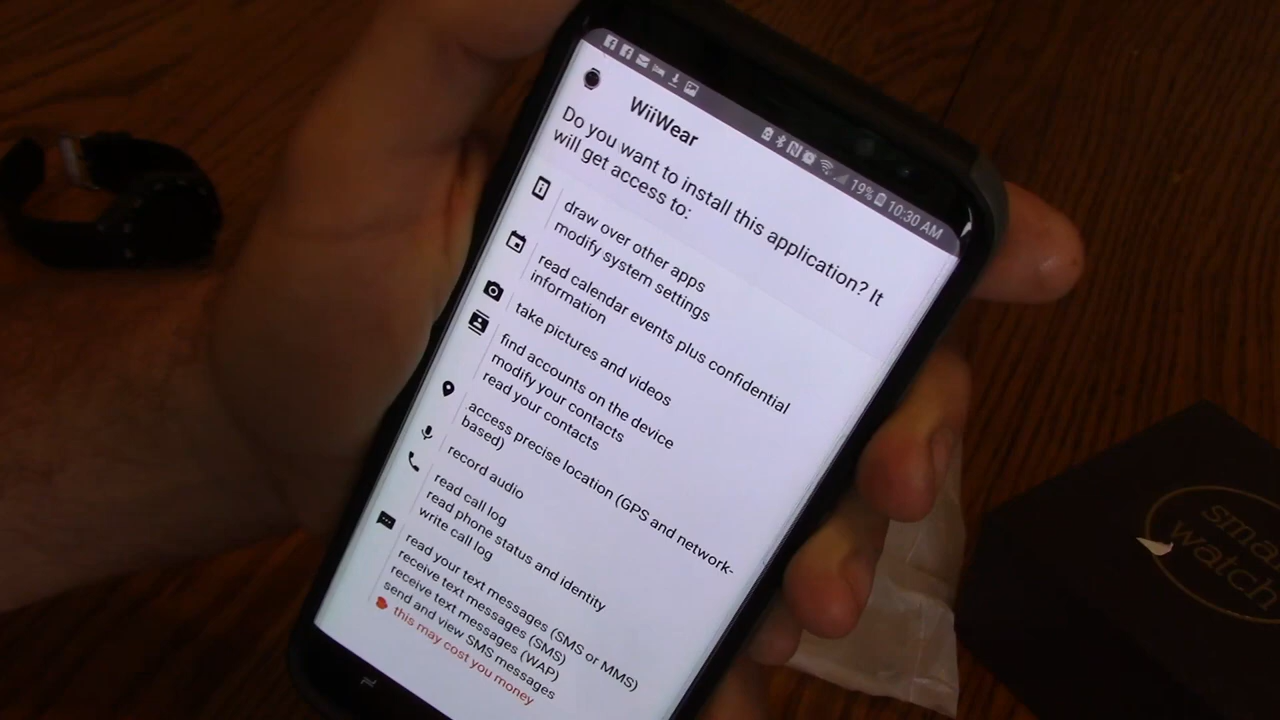 19% 10:30 AM
WiiWear
Do you want to install this application? It
will get access to:
draw over other apps
modify system settings
read calendar events plus confidential
information
take pictures and videos
find accounts on the device
modify your contacts
read your contacts
access precise location (GPS and network-
based)
record audio
read call log
read phone status and identity
write call log
read your text messages (SMS or MMS)
receive text messages (SMS)
receive text messages (WAP)
send and view SMS messages
this may cost you money
watch